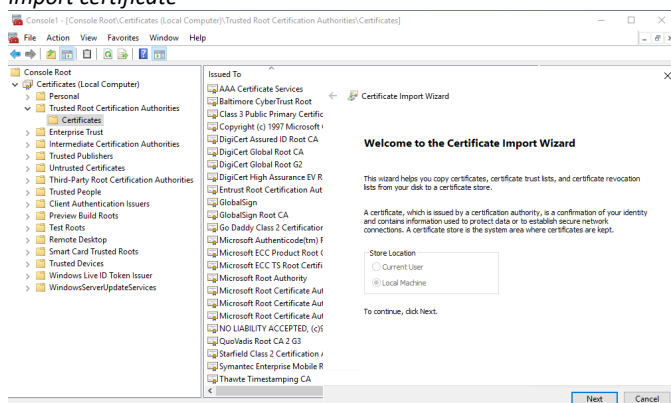 Import certificate
Console1 - [Console Root\Certificates (Local Computer)\Trusted Root Certification Authorities\Certificates]
File Action View Favorites Window Help
Console Root
Certificates (Local Computer)
Personal
Trusted Root Certification Authorities
Certificates
Enterprise Trust
Intermediate Certification Authorities
Trusted Publishers
Untrusted Certificates
Third-Party Root Certification Authorities
Trusted People
Client Authentication Issuers
Preview Build Roots
Test Roots
Remote Desktop
Smart Card Trusted Roots
Trusted Devices
Windows Live ID Token Issuer
WindowsServerUpdateServices
Issued To
AAA Certificate Services
Baltimore CyberTrust Root
Class 3 Public Primary Certific
Copyright (c) 1997 Microsoft
DigiCert Assured ID Root CA
DigiCert Global Root CA
DigiCert Global Root G2
DigiCert High Assurance EV R
Entrust Root Certification Aut
GlobalSign
GlobalSign Root CA
Go Daddy Class 2 Certification
Microsoft Authenticode(tm) F
Microsoft ECC Product Root
Microsoft ECC TS Root Certifi
Microsoft Root Authority
Microsoft Root Certificate Aut
Microsoft Root Certificate Aut
Microsoft Root Certificate Aut
NO LIABILITY ACCEPTED, (c)9
QuoVadis Root CA 2 G3
Starfield Class 2 Certification
Symantec Enterprise Mobile R
Thawte Timestamping CA
Certificate Import Wizard
Welcome to the Certificate Import Wizard
This wizard helps you copy certificates, certificate trust lists, and certificate revocation
lists from your disk to a certificate store.
A certificate, which is issued by a certification authority, is a confirmation of your identity
and contains information used to protect data or to establish secure network
connections. A certificate store is the system area where certificates are kept.
Store Location
Current User
Local Machine
To continue, click Next.
Next Cancel